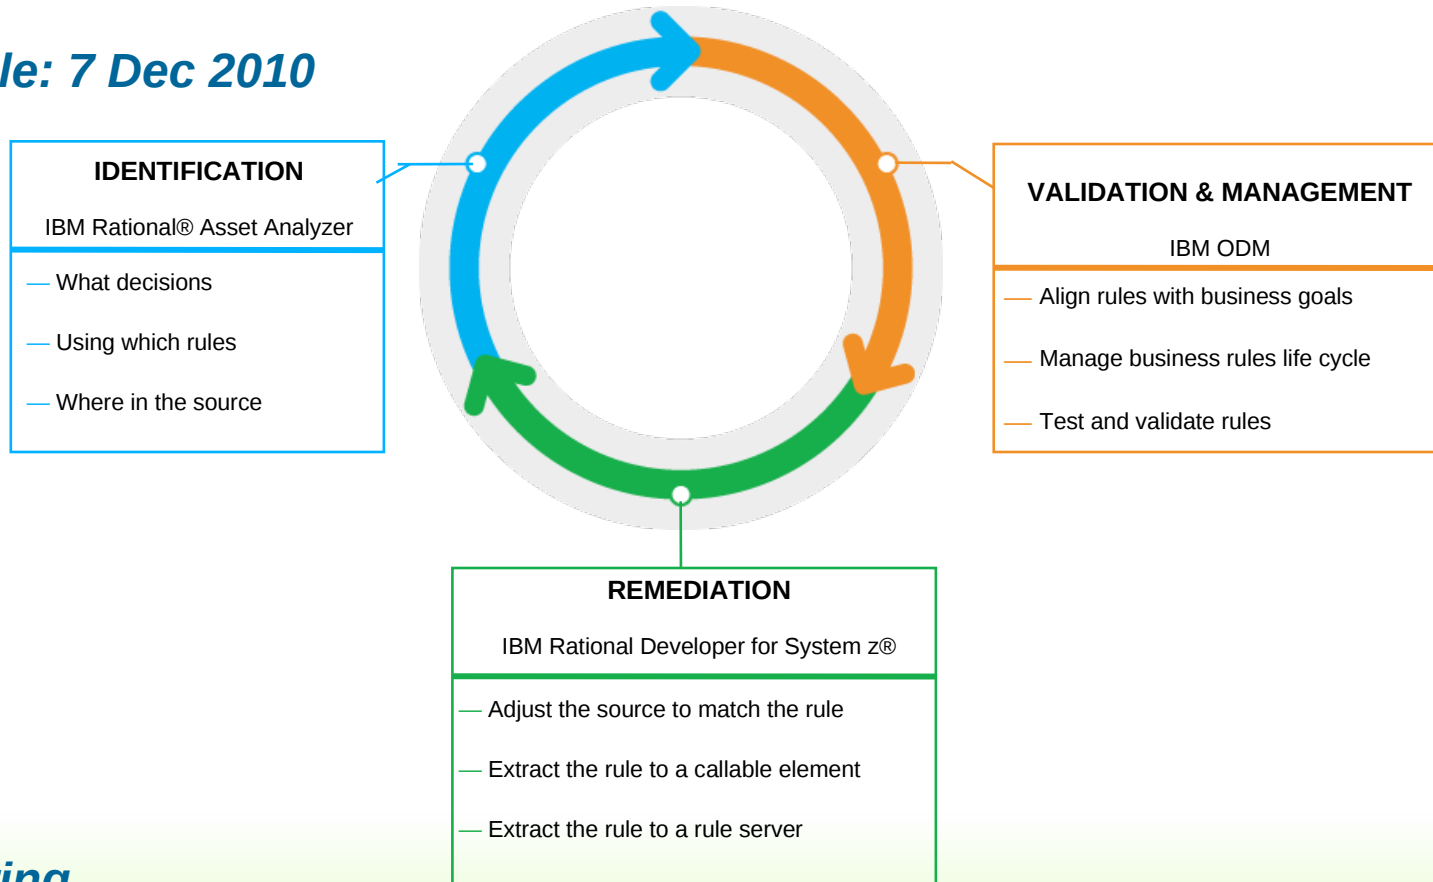 le: 7 Dec 2010
IDENTIFICATION
IBM Rational® Asset Analyzer
— What decisions
— Using which rules
— Where in the source
VALIDATION & MANAGEMENT
IBM ODM
— Align rules with business goals
— Manage business rules life cycle
— Test and validate rules
REMEDIATION
IBM Rational Developer for System z®
— Adjust the source to match the rule
— Extract the rule to a callable element
— Extract the rule to a rule server